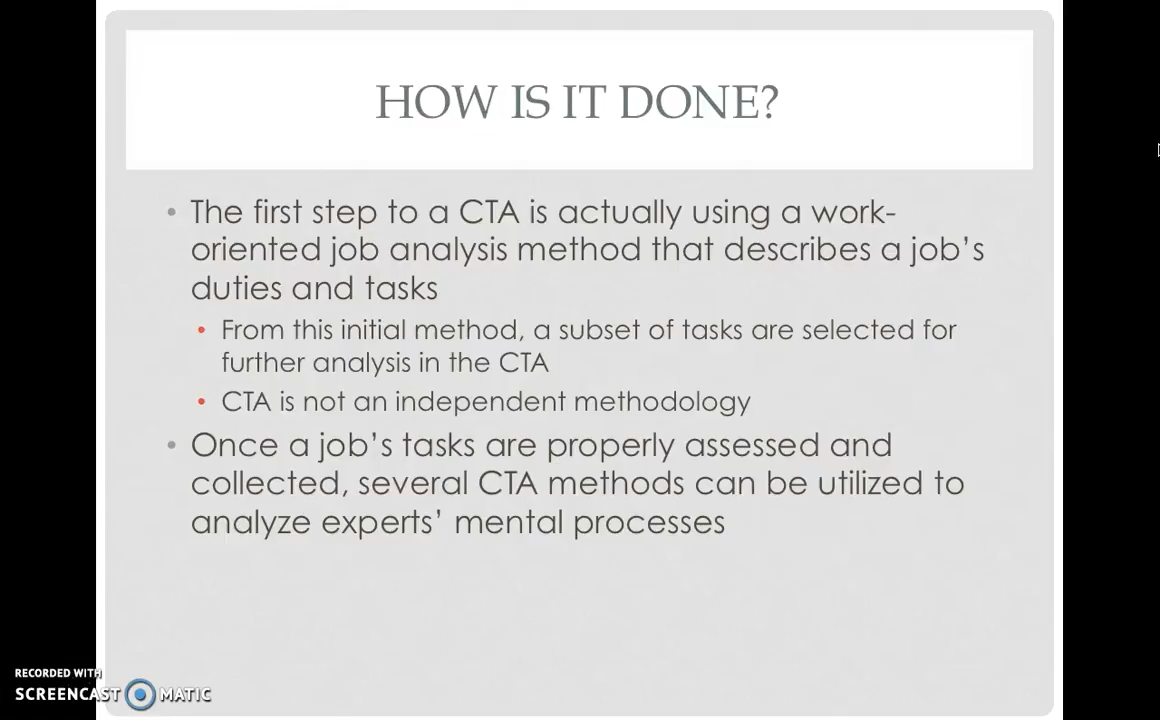 HOW IS IT DONE?
• The first step to a CTA is actually using a work-
oriented job analysis method that describes a job’s
duties and tasks
• From this initial method, a subset of tasks are selected for
further analysis in the CTA
• CTA is not an independent methodology
• Once a job’s tasks are properly assessed and
collected, several CTA methods can be utilized to
analyze experts’ mental processes
RECORDED WITH
SCREENCAST MATIC